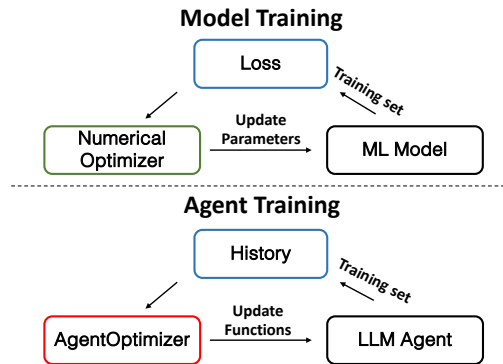 Model Training
Loss
Training set
Update
Parameters
Numerical
Optimizer
ML Model
Agent Training
History
Training set
Update
Functions
AgentOptimizer
LLM Agent